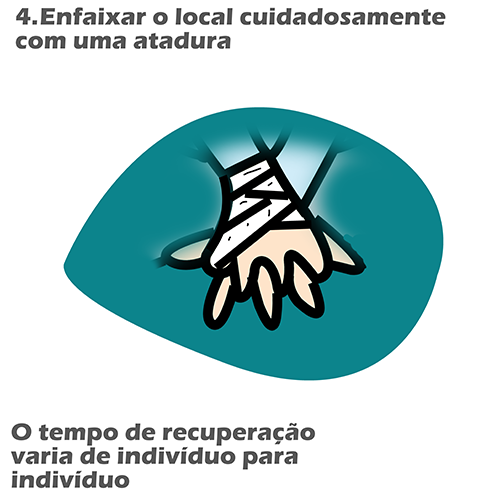 4.Enfaixar o local cuidadosamente
com uma atadura
O tempo de recuperação
varia de indivíduo para
indivíduo